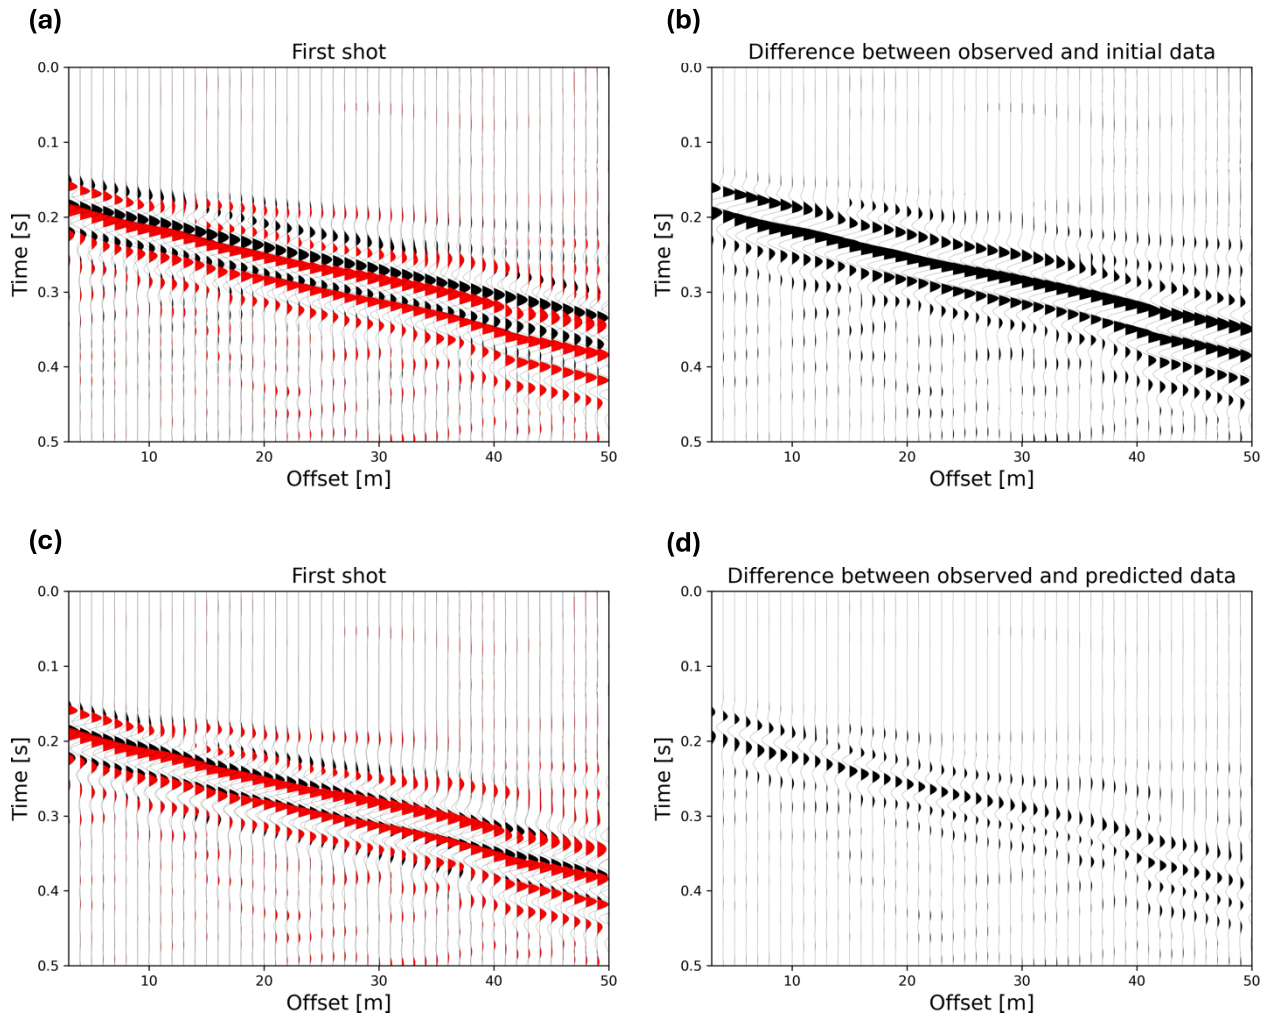 (a)
First shot
0.0
0.1
0.2
0.3
0.4
0.5
Time [s]
10
20
30
40
50
Offset [m]
(b)
Difference between observed and initial data
0.0
0.1
0.2
0.3
0.4
0.5
Time [s]
10
20
30
40
50
Offset [m]
(c)
First shot
0.0
0.1
0.2
0.3
0.4
0.5
Time [s]
10
20
30
40
50
Offset [m]
(d)
Difference between observed and predicted data
0.0
0.1
0.2
0.3
0.4
0.5
Time [s]
10
20
30
40
50
Offset [m]